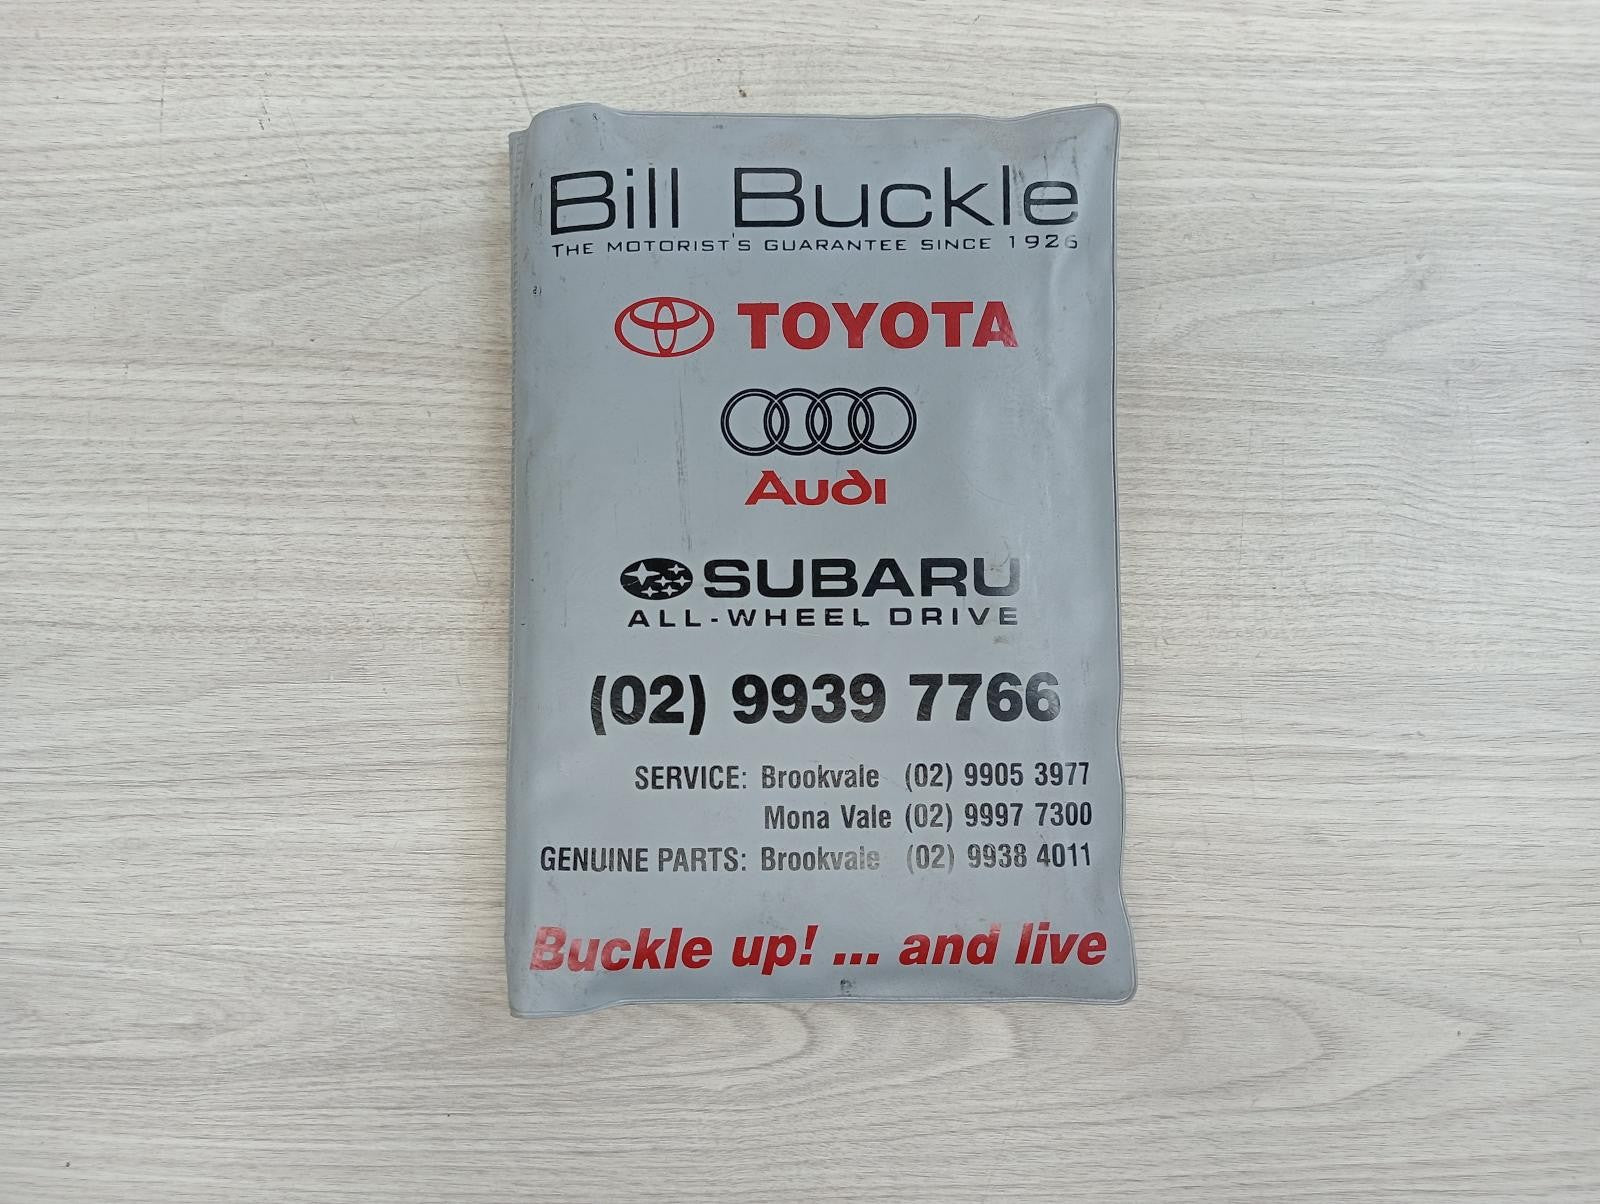 Bill Buckle
THE MOTORIST'S GUARANTEE SINCE 1926
TOYOTA
Audi
SUBARU
ALL-WHEEL DRIVE
(02) 9939 7766
SERVICE: Brookvale (02) 9905 3977
Mona Vale (02) 9997 7300
GENUINE PARTS: Brookvale (02) 9938 4011
Buckle up! ... and live